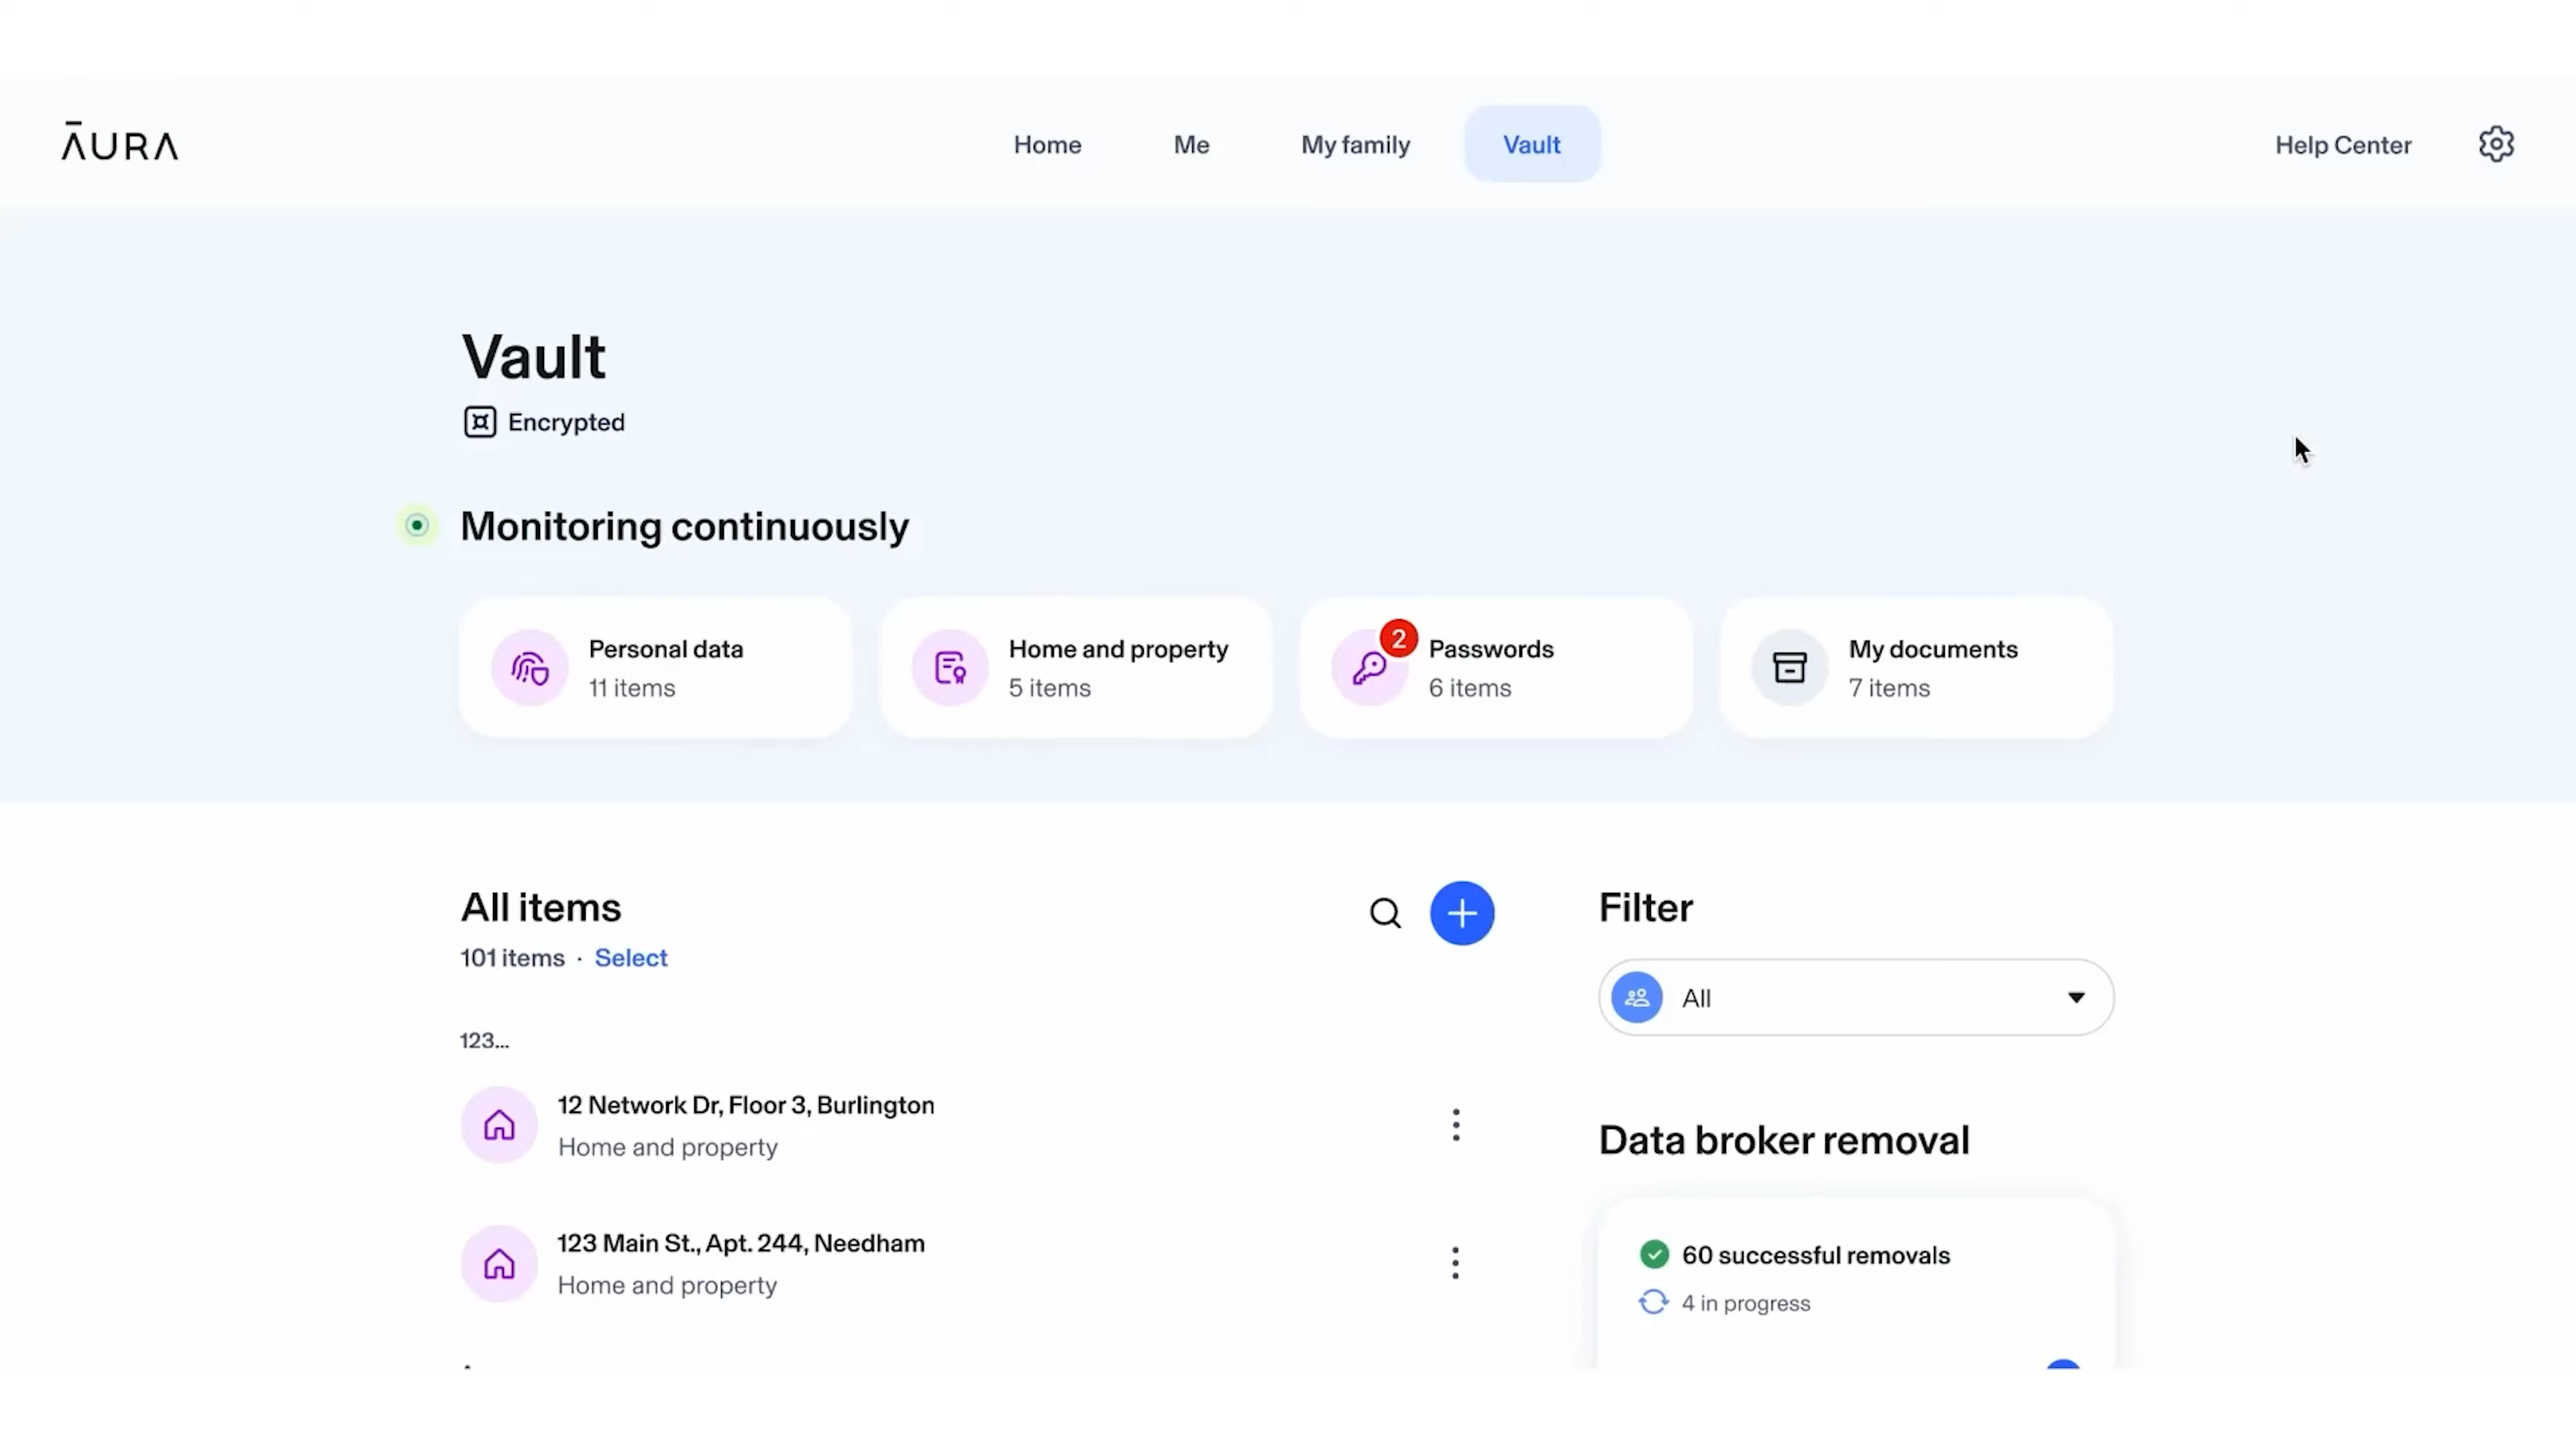 ĀURA
Home
Me
My family
Vault
Help Center
Vault
Encrypted
Monitoring continuously
Personal data
11 items
Home and property
5 items
2
Passwords
6 items
My documents
7 items
All items
101 items · Select
123...
12 Network Dr, Floor 3, Burlington
Home and property
123 Main St., Apt. 244, Needham
Home and property
Filter
All
Data broker removal
60 successful removals
4 in progress